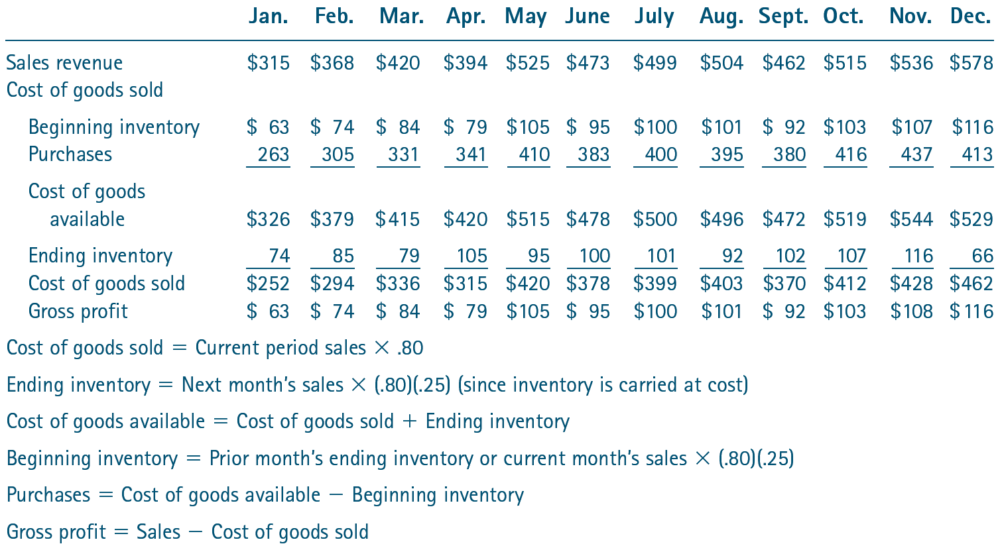 Jan. Feb. Mar. Apr. May June July Aug. Sept. Oct. Nov. Dec.
Sales revenue $315 $368 $420 $394 $525 $473 $499 $504 $462 $515 $536 $578
Cost of goods sold
Beginning inventory $ 63 $ 74 $ 84 $ 79 $105 $ 95 $100 $101 $ 92 $103 $107 $116
Purchases 263 305 331 341 410 383 400 395 380 416 437 413
Cost of goods
available $326 $379 $415 $420 $515 $478 $500 $496 $472 $519 $544 $529
Ending inventory 74 85 79 105 95 100 101 92 102 107 116 66
Cost of goods sold $252 $294 $336 $315 $420 $378 $399 $403 $370 $412 $428 $462
Gross profit $ 63 $ 74 $ 84 $ 79 $105 $ 95 $100 $101 $ 92 $103 $108 $116
Cost of goods sold = Current period sales × .80
Ending inventory = Next month's sales × (.80)(.25) (since inventory is carried at cost)
Cost of goods available = Cost of goods sold + Ending inventory
Beginning inventory = Prior month's ending inventory or current month's sales × (.80)(.25)
Purchases = Cost of goods available − Beginning inventory
Gross profit = Sales − Cost of goods sold